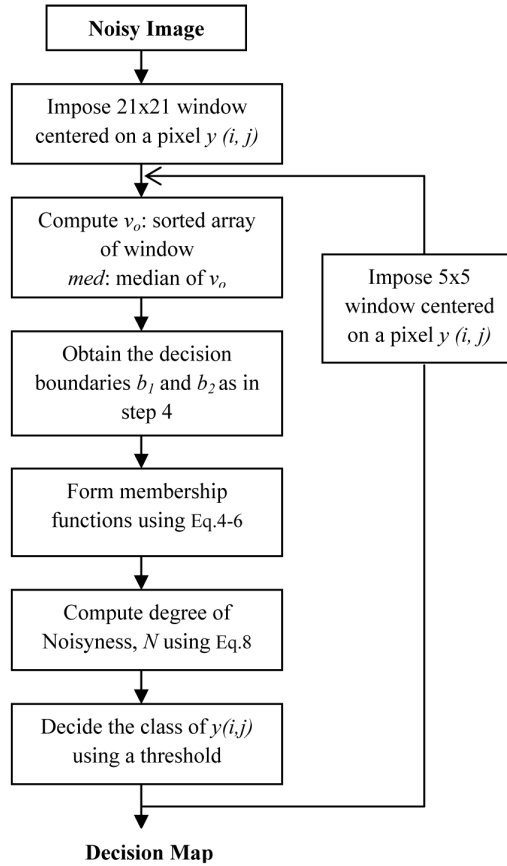 Noisy Image
Impose 21x21 window
centered on a pixel y (i, j)
Compute vₒ: sorted array
of window
med: median of vₒ
Impose 5x5
window centered
on a pixel y (i, j)
Obtain the decision
boundaries b₁ and b₂ as in
step 4
Form membership
functions using Eq.4-6
Compute degree of
Noisyness, N using Eq.8
Decide the class of y(i,j)
using a threshold
Decision Map